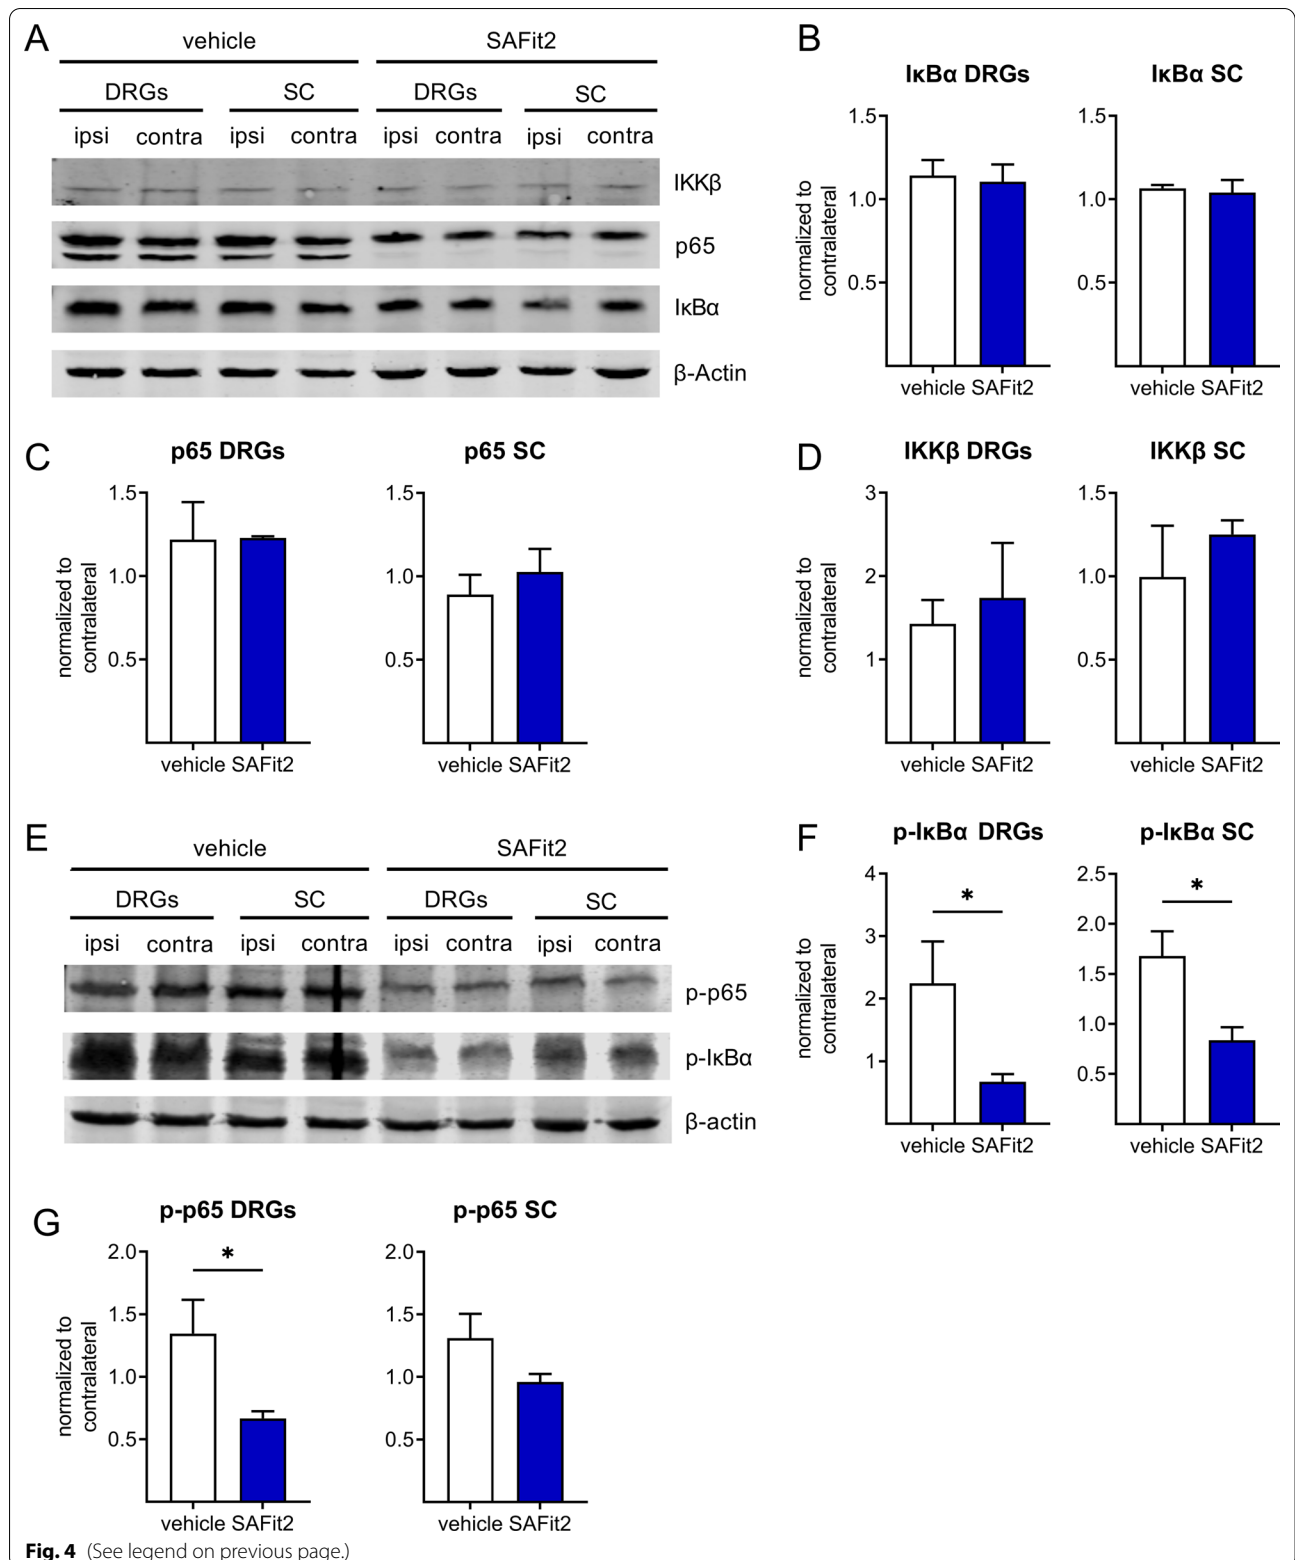 A
vehicle SAFit2
DRGs SC DRGs SC
ipsi contra ipsi contra ipsi contra ipsi contra
IKKβ
p65
IκBα
β-Actin
B
IκBα DRGs IκBα SC
normalized to
contralateral
1.5 1.5
1.0 1.0
0.5 0.5
vehicle SAFit2 vehicle SAFit2
C
p65 DRGs p65 SC
normalized to
contralateral
1.5 1.5
1.0 1.0
0.5 0.5
vehicle SAFit2 vehicle SAFit2
D
IKKβ DRGs IKKβ SC
normalized to
contralateral
3 1.5
2 1.0
1 0.5
vehicle SAFit2 vehicle SAFit2
E
vehicle SAFit2
DRGs SC DRGs SC
ipsi contra ipsi contra ipsi contra ipsi contra
p-p65
p-IκBα
β-actin
F
p-IκBα DRGs p-IκBα SC
normalized to
contralateral
4 2.5
* *
3 2.0
2 1.5
1 1.0
0.5
vehicle SAFit2 vehicle SAFit2
G
p-p65 DRGs p-p65 SC
normalized to
contralateral
2.0 * 2.0
1.5 1.5
1.0 1.0
0.5 0.5
vehicle SAFit2 vehicle SAFit2
Fig. 4 (See legend on previous page.)